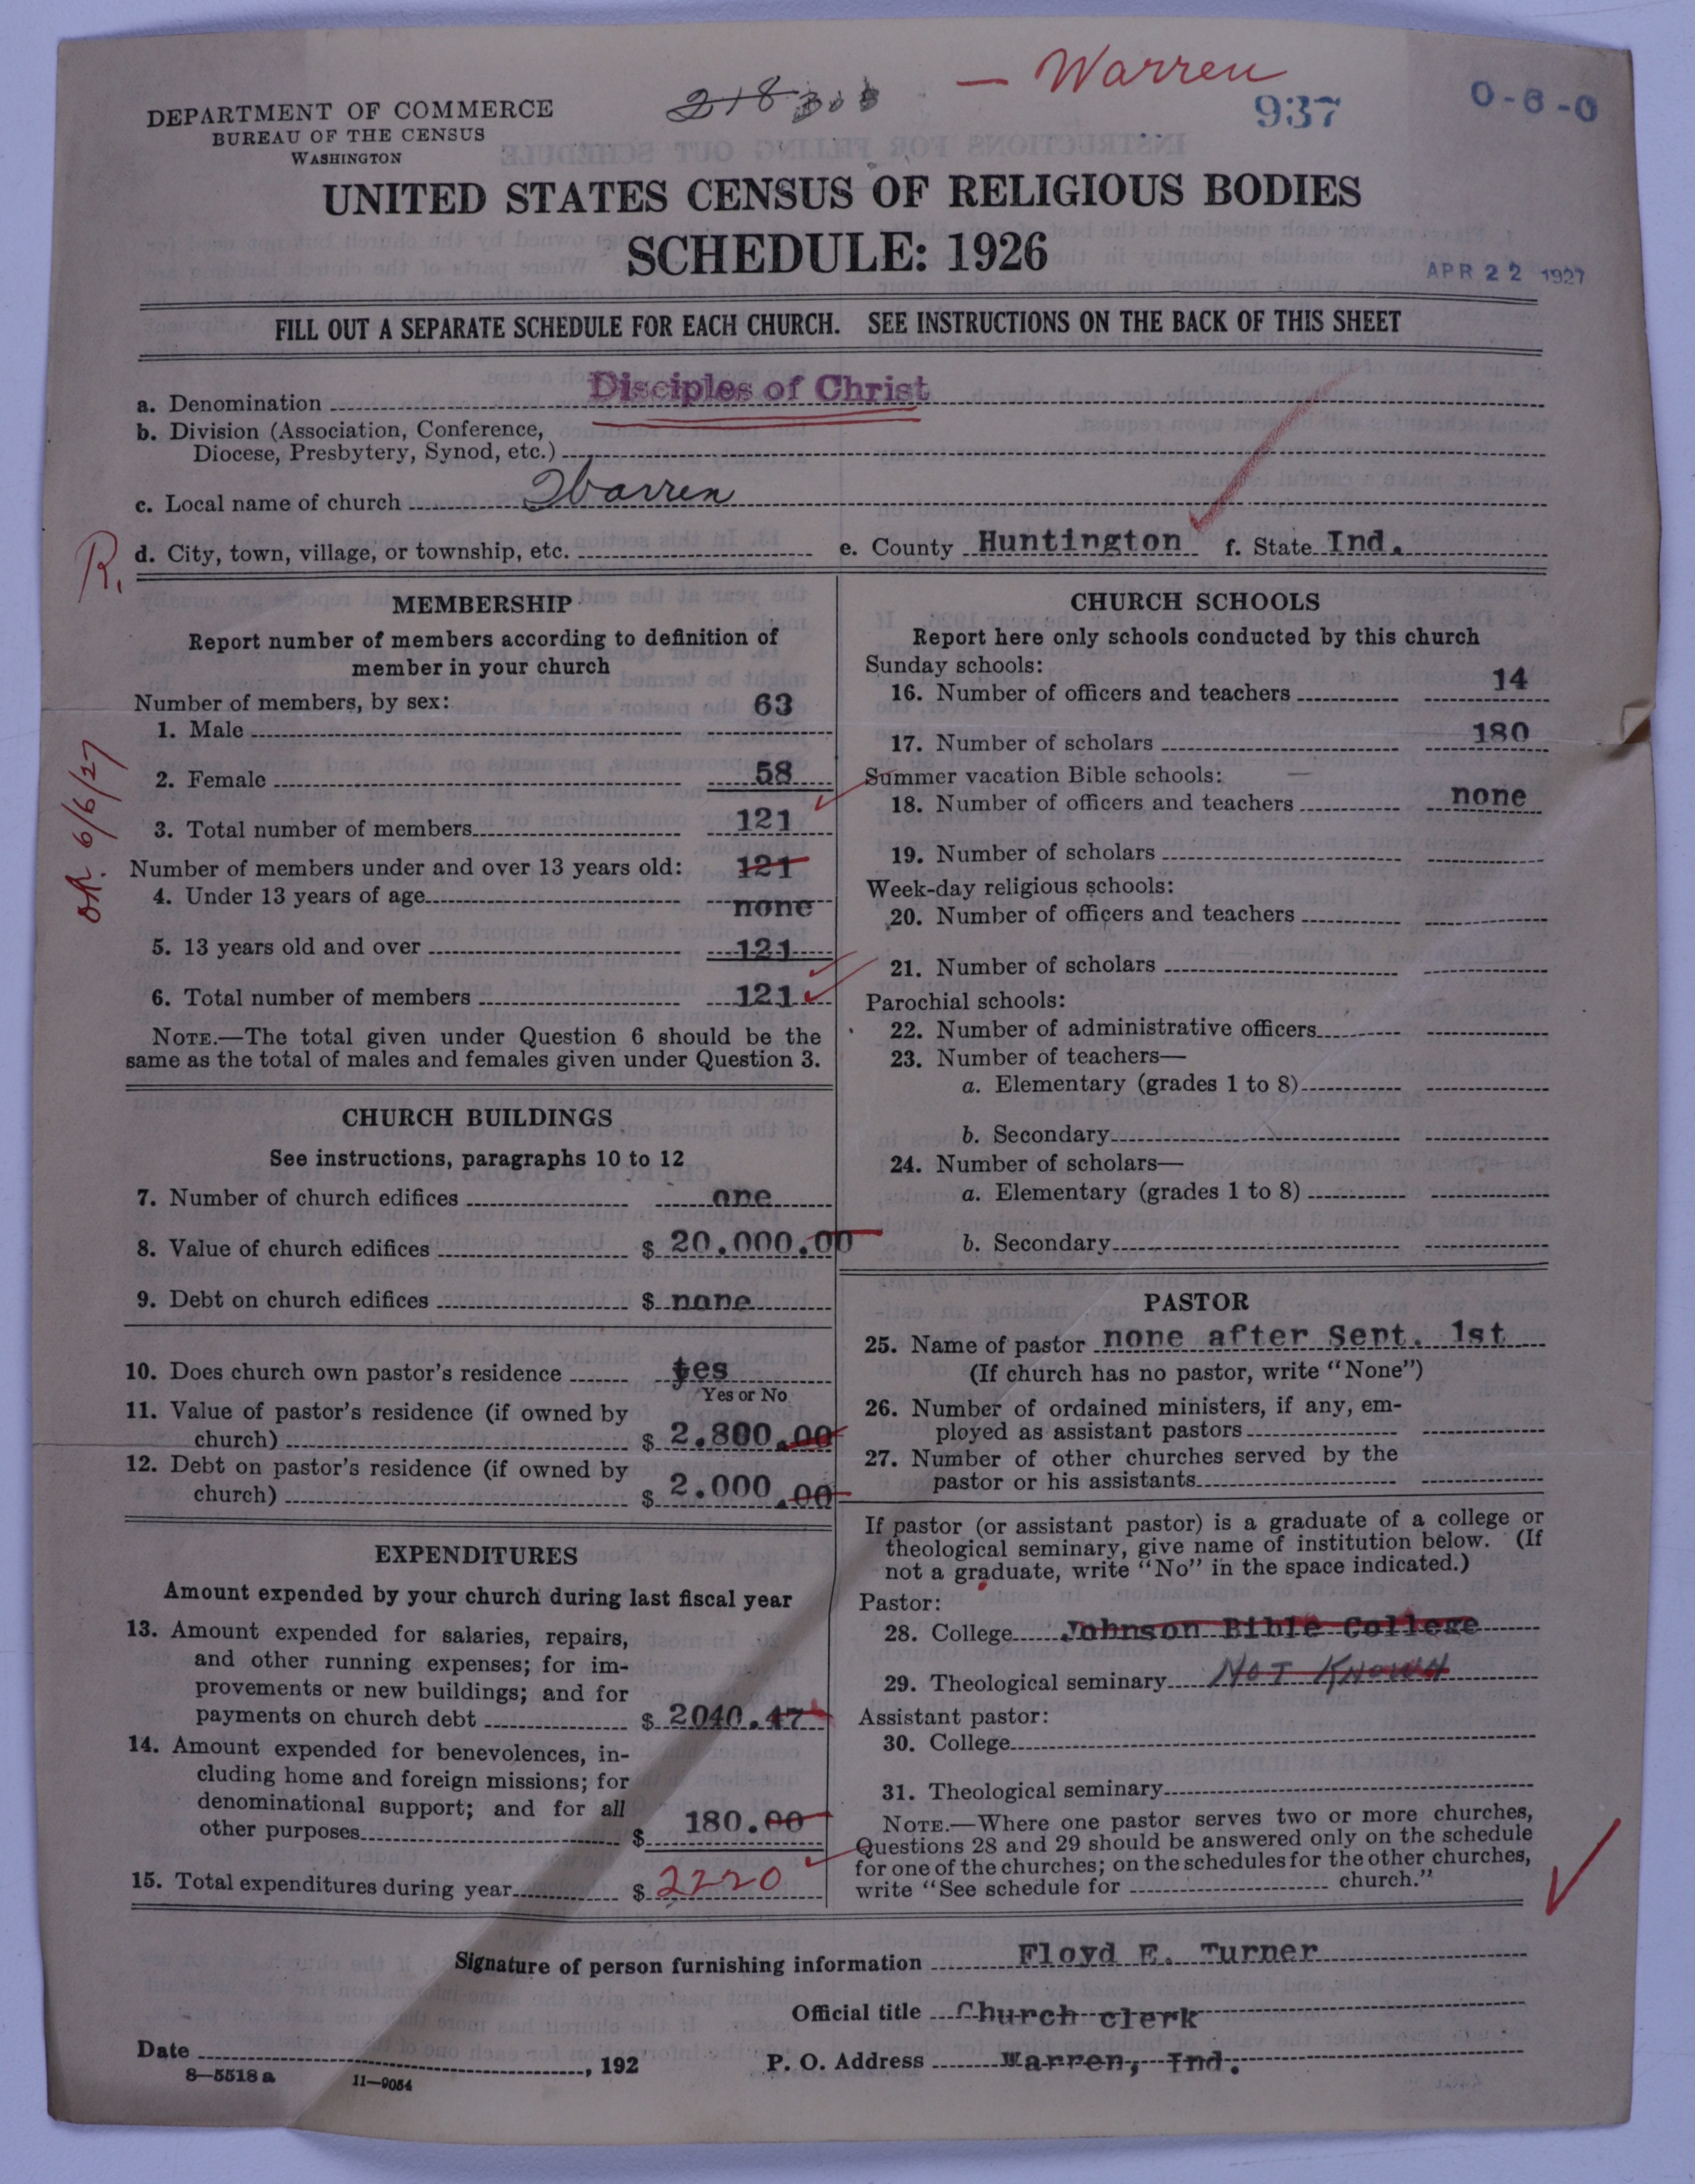 — Warren
218
937
0-6-0
DEPARTMENT OF COMMERCE
BUREAU OF THE CENSUS
WASHINGTON
UNITED STATES CENSUS OF RELIGIOUS BODIES
SCHEDULE: 1926
APR 22 1927
FILL OUT A SEPARATE SCHEDULE FOR EACH CHURCH. SEE INSTRUCTIONS ON THE BACK OF THIS SHEET
a. Denomination Disciples of Christ
b. Division (Association, Conference,
Diocese, Presbytery, Synod, etc.)
c. Local name of church Warren
R.
d. City, town, village, or township, etc. e. County Huntington f. State Ind.
MEMBERSHIP
Report number of members according to definition of
member in your church
Number of members, by sex:
1. Male 63
2. Female 58
3. Total number of members 121
Number of members under and over 13 years old: 121
4. Under 13 years of age none
5. 13 years old and over 121
6. Total number of members 121
NOTE.—The total given under Question 6 should be the
same as the total of males and females given under Question 3.
6/6/27
CHURCH BUILDINGS
See instructions, paragraphs 10 to 12
7. Number of church edifices one
8. Value of church edifices $ 20.000.00
9. Debt on church edifices $ none
10. Does church own pastor's residence yes
Yes or No
11. Value of pastor's residence (if owned by
church) $ 2.800.00
12. Debt on pastor's residence (if owned by
church) $ 2.000.00
EXPENDITURES
Amount expended by your church during last fiscal year
13. Amount expended for salaries, repairs,
and other running expenses; for im-
provements or new buildings; and for
payments on church debt $ 2040.47
14. Amount expended for benevolences, in-
cluding home and foreign missions; for
denominational support; and for all
other purposes $ 180.00
15. Total expenditures during year $ 2220
CHURCH SCHOOLS
Report here only schools conducted by this church
Sunday schools:
16. Number of officers and teachers 14
17. Number of scholars 180
Summer vacation Bible schools:
18. Number of officers and teachers none
19. Number of scholars
Week-day religious schools:
20. Number of officers and teachers
21. Number of scholars
Parochial schools:
22. Number of administrative officers
23. Number of teachers—
a. Elementary (grades 1 to 8)
b. Secondary
24. Number of scholars—
a. Elementary (grades 1 to 8)
b. Secondary
PASTOR
25. Name of pastor none after Sept. 1st
(If church has no pastor, write "None")
26. Number of ordained ministers, if any, em-
ployed as assistant pastors
27. Number of other churches served by the
pastor or his assistants
If pastor (or assistant pastor) is a graduate of a college or
theological seminary, give name of institution below. (If
not a graduate, write "No" in the space indicated.)
Pastor:
28. College Johnson Bible College
29. Theological seminary NOT KNOWN
Assistant pastor:
30. College
31. Theological seminary
NOTE.—Where one pastor serves two or more churches,
Questions 28 and 29 should be answered only on the schedule
for one of the churches; on the schedules for the other churches,
write "See schedule for church."
Signature of person furnishing information Floyd E. Turner
Official title Church clerk
Date , 192 P. O. Address Warren, Ind.
8—5518 a 11—9054